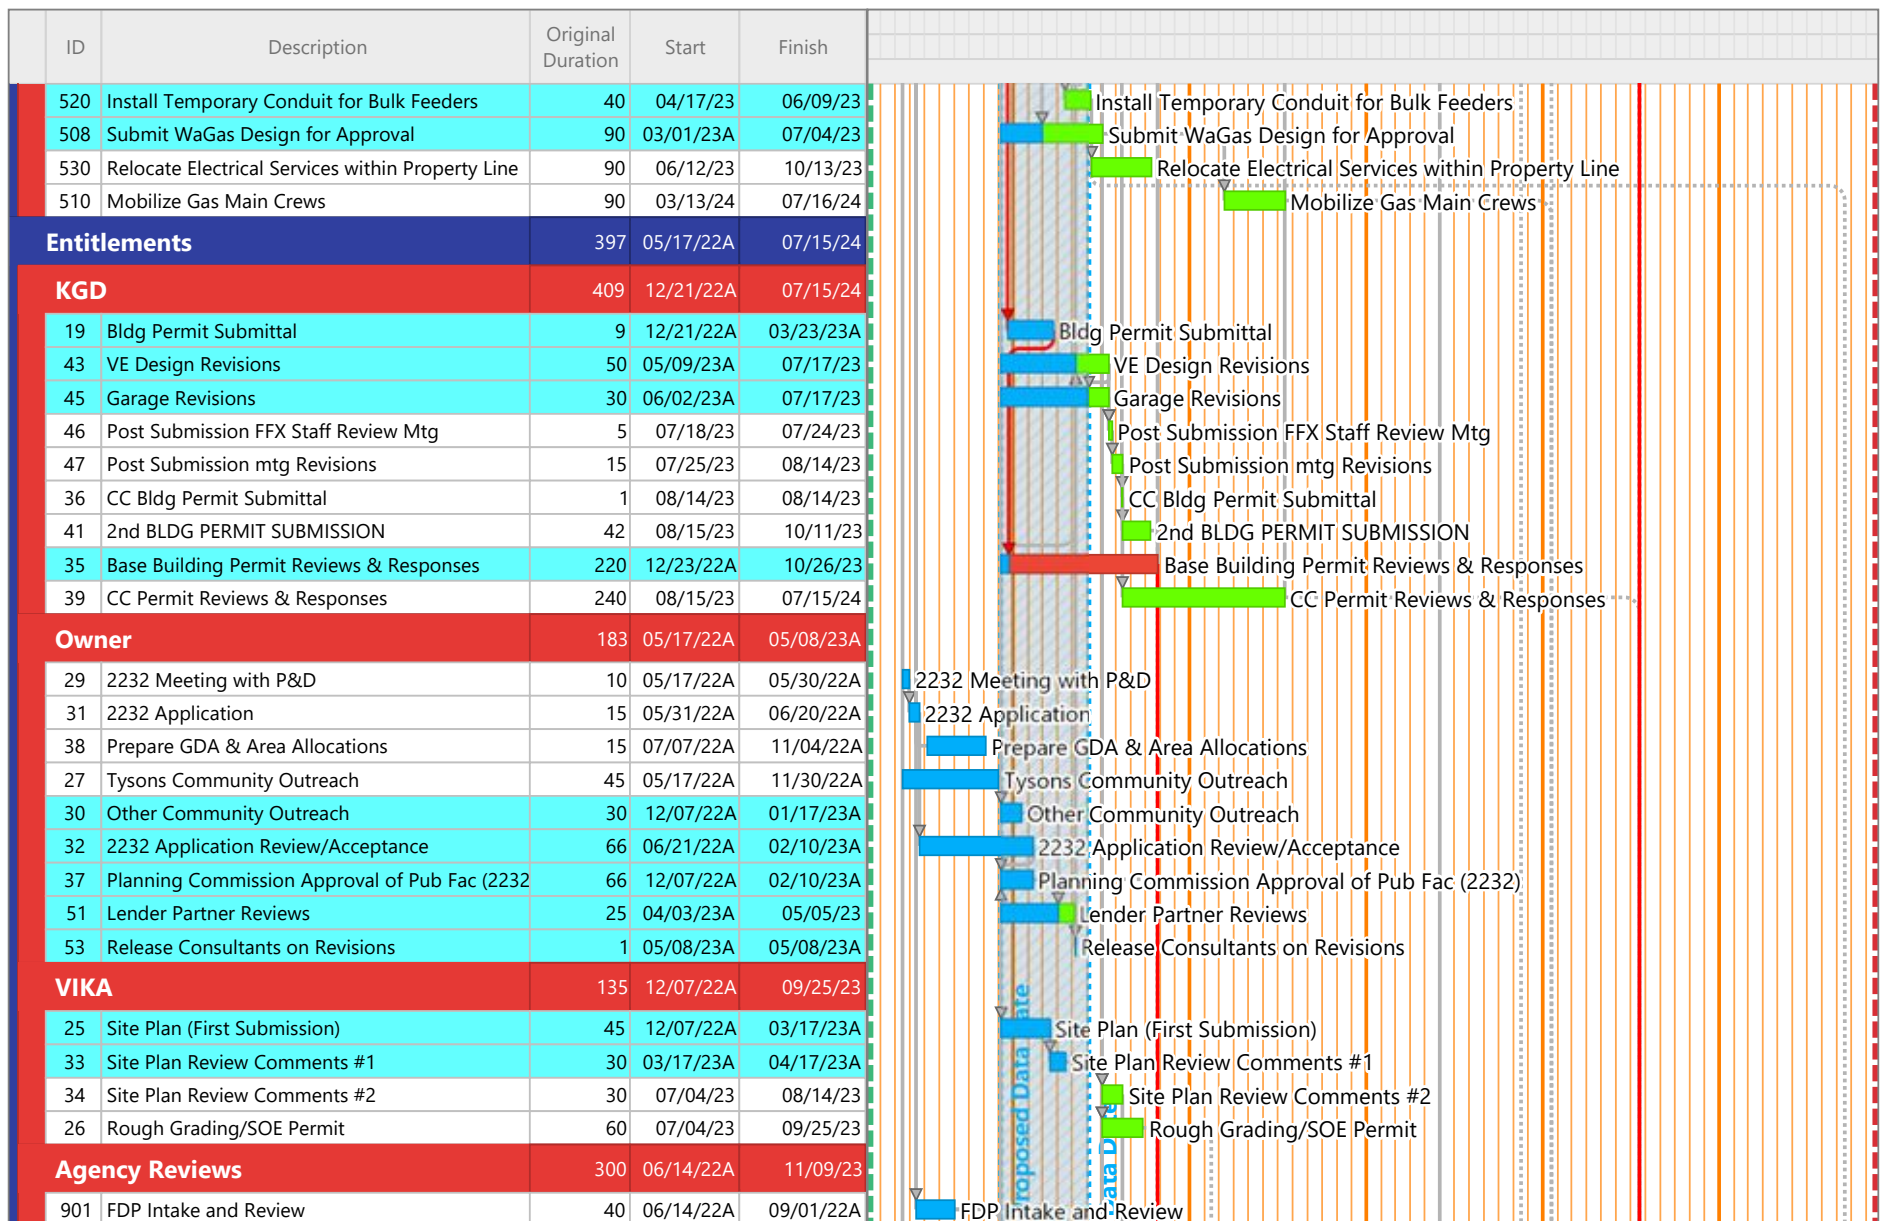 ID Description Original Duration Start Finish
520 Install Temporary Conduit for Bulk Feeders 40 04/17/23 06/09/23 Install Temporary Conduit for Bulk Feeders
508 Submit WaGas Design for Approval 90 03/01/23A 07/04/23 Submit WaGas Design for Approval
530 Relocate Electrical Services within Property Line 90 06/12/23 10/13/23 Relocate Electrical Services within Property Line
510 Mobilize Gas Main Crews 90 03/13/24 07/16/24 Mobilize Gas Main Crews
Entitlements 397 05/17/22A 07/15/24
KGD 409 12/21/22A 07/15/24
19 Bldg Permit Submittal 9 12/21/22A 03/23/23A Bldg Permit Submittal
43 VE Design Revisions 50 05/09/23A 07/17/23 VE Design Revisions
45 Garage Revisions 30 06/02/23A 07/17/23 Garage Revisions
46 Post Submission FFX Staff Review Mtg 5 07/18/23 07/24/23 Post Submission FFX Staff Review Mtg
47 Post Submission mtg Revisions 15 07/25/23 08/14/23 Post Submission mtg Revisions
36 CC Bldg Permit Submittal 1 08/14/23 08/14/23 CC Bldg Permit Submittal
41 2nd BLDG PERMIT SUBMISSION 42 08/15/23 10/11/23 2nd BLDG PERMIT SUBMISSION
35 Base Building Permit Reviews & Responses 220 12/23/22A 10/26/23 Base Building Permit Reviews & Responses
39 CC Permit Reviews & Responses 240 08/15/23 07/15/24 CC Permit Reviews & Responses
Owner 183 05/17/22A 05/08/23A
29 2232 Meeting with P&D 10 05/17/22A 05/30/22A 2232 Meeting with P&D
31 2232 Application 15 05/31/22A 06/20/22A 2232 Application
38 Prepare GDA & Area Allocations 15 07/07/22A 11/04/22A Prepare GDA & Area Allocations
27 Tysons Community Outreach 45 05/17/22A 11/30/22A Tysons Community Outreach
30 Other Community Outreach 30 12/07/22A 01/17/23A Other Community Outreach
32 2232 Application Review/Acceptance 66 06/21/22A 02/10/23A 2232 Application Review/Acceptance
37 Planning Commission Approval of Pub Fac (2232 66 12/07/22A 02/10/23A Planning Commission Approval of Pub Fac (2232)
51 Lender Partner Reviews 25 04/03/23A 05/05/23 Lender Partner Reviews
53 Release Consultants on Revisions 1 05/08/23A 05/08/23A Release Consultants on Revisions
VIKA 135 12/07/22A 09/25/23
25 Site Plan (First Submission) 45 12/07/22A 03/17/23A Site Plan (First Submission)
33 Site Plan Review Comments #1 30 03/17/23A 04/17/23A Site Plan Review Comments #1
34 Site Plan Review Comments #2 30 07/04/23 08/14/23 Site Plan Review Comments #2
26 Rough Grading/SOE Permit 60 07/04/23 09/25/23 Rough Grading/SOE Permit
Agency Reviews 300 06/14/22A 11/09/23
901 FDP Intake and Review 40 06/14/22A 09/01/22A FDP Intake and Review